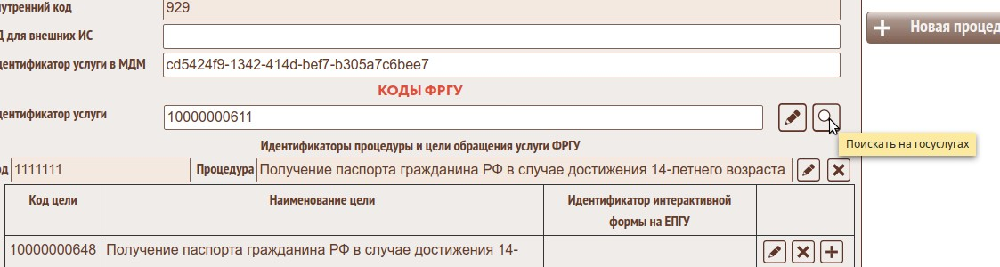 утренний код 929
Новая процед
Д для внешних ИС
дентификатор услуги в МДМ cd5424f9-1342-414d-bef7-b305a7c6bee7
КОДЫ ФРГУ
дентификатор услуги 10000000611
Поискать на госуслугах
Идентификаторы процедуры и цели обращения услуги ФРГУ
од 1111111 Процедура Получение паспорта гражданина РФ в случае достижения 14-летнего возраста
Код цели Наименование цели Идентификатор интерактивной
формы на ЕПГУ
10000000648 Получение паспорта гражданина РФ в случае достижения 14-